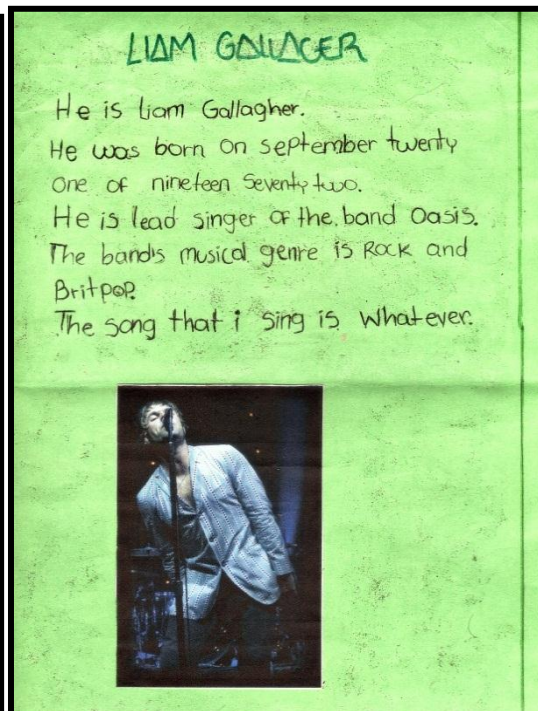 LIAM GALLAGER
He is Liam Gallagher.
He was born on september twenty
one of nineteen seventy two.
He is lead singer of the band Oasis.
The band's musical genre is Rock and
Britpop.
The song that i sing is Whatever.